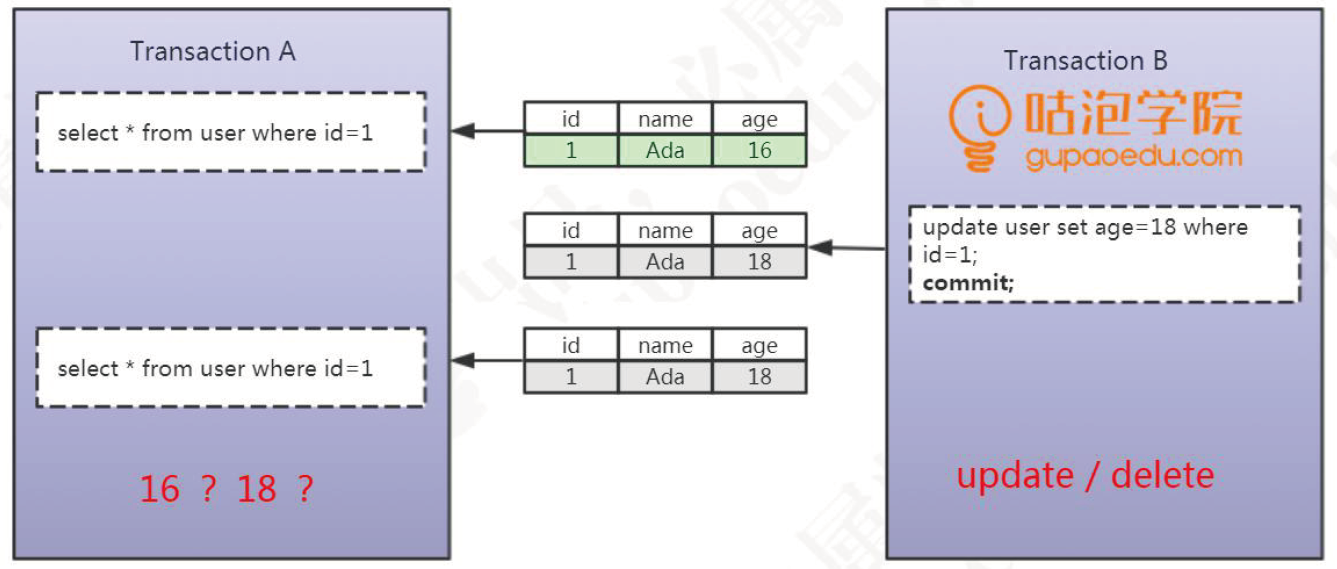 Transaction A
select * from user where id=1
select * from user where id=1
16 ? 18 ?
id name age
1 Ada 16
id name age
1 Ada 18
id name age
1 Ada 18
Transaction B
咕泡学院
gupaoedu.com
update user set age=18 where
id=1;
commit;
update / delete